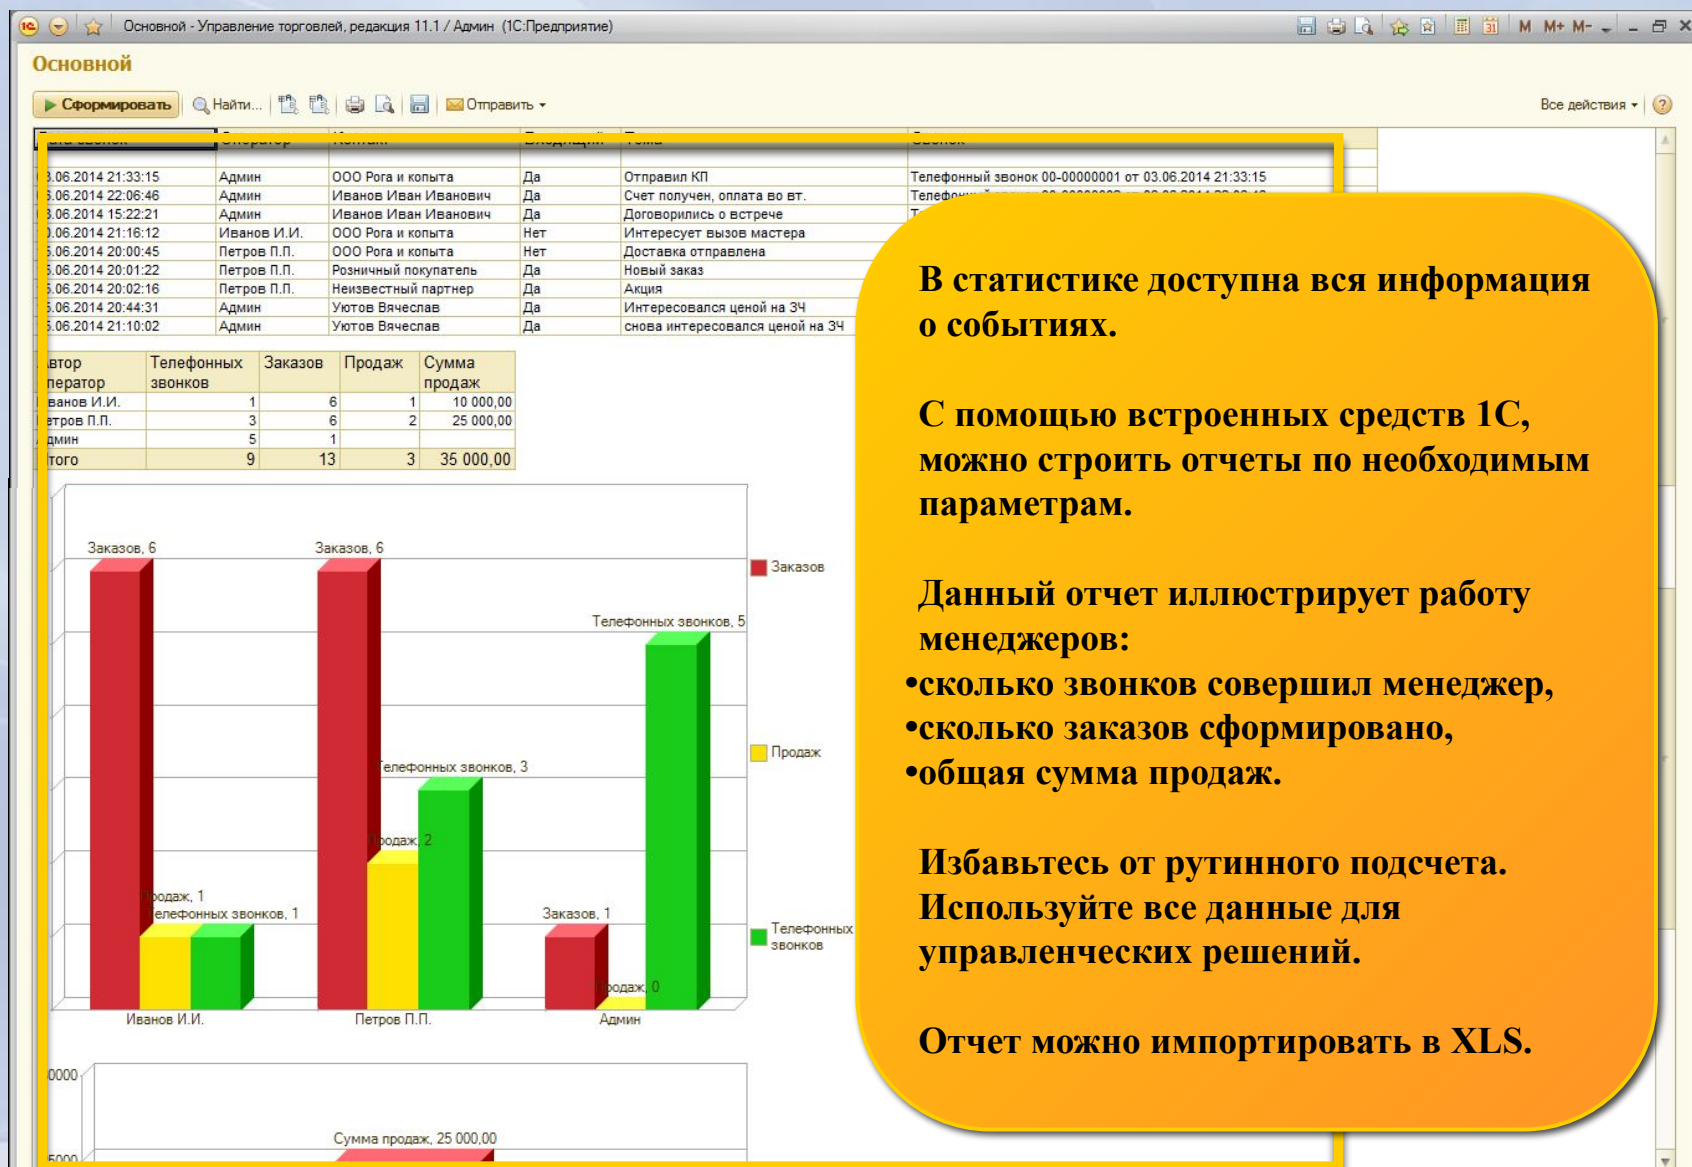 Основной - Управление торговлей, редакция 11.1 / Админ (1С:Предприятие)
M M+ M-
Основной
Сформировать Найти... Отправить Все действия
.06.2014 21:33:15 Админ ООО Рога и копыта Да Отправил КП Телефонный звонок 00-00000001 от 03.06.2014 21:33:15
.06.2014 22:06:46 Админ Иванов Иван Иванович Да Счет получен, оплата во вт.
.06.2014 15:22:21 Админ Иванов Иван Иванович Да Договорились о встрече
.06.2014 21:16:12 Иванов И.И. ООО Рога и копыта Нет Интересует вызов мастера
.06.2014 20:00:45 Петров П.П. ООО Рога и копыта Нет Доставка отправлена
.06.2014 20:01:22 Петров П.П. Розничный покупатель Да Новый заказ
.06.2014 20:02:16 Петров П.П. Неизвестный партнер Да Акция
.06.2014 20:44:31 Админ Уютов Вячеслав Да Интересовался ценой на ЗЧ
.06.2014 21:10:02 Админ Уютов Вячеслав Да снова интересовался ценой на ЗЧ
Автор Телефонных Заказов Продаж Сумма
оператор звонков продаж
Иванов И.И. 1 6 1 10 000,00
Петров П.П. 3 6 2 25 000,00
Админ 5 1
Итого 9 13 3 35 000,00
Заказов, 6
Заказов, 6
Заказов
Телефонных звонков, 5
Продаж
Телефонных звонков, 3
Продаж, 2
Продаж, 1
Телефонных звонков, 1
Заказов, 1
Телефонных
звонков
Продаж, 0
Иванов И.И. Петров П.П. Админ
Сумма продаж, 25 000,00
В статистике доступна вся информация
о событиях.
С помощью встроенных средств 1С,
можно строить отчеты по необходимым
параметрам.
Данный отчет иллюстрирует работу
менеджеров:
•сколько звонков совершил менеджер,
•сколько заказов сформировано,
•общая сумма продаж.
Избавьтесь от рутинного подсчета.
Используйте все данные для
управленческих решений.
Отчет можно импортировать в XLS.